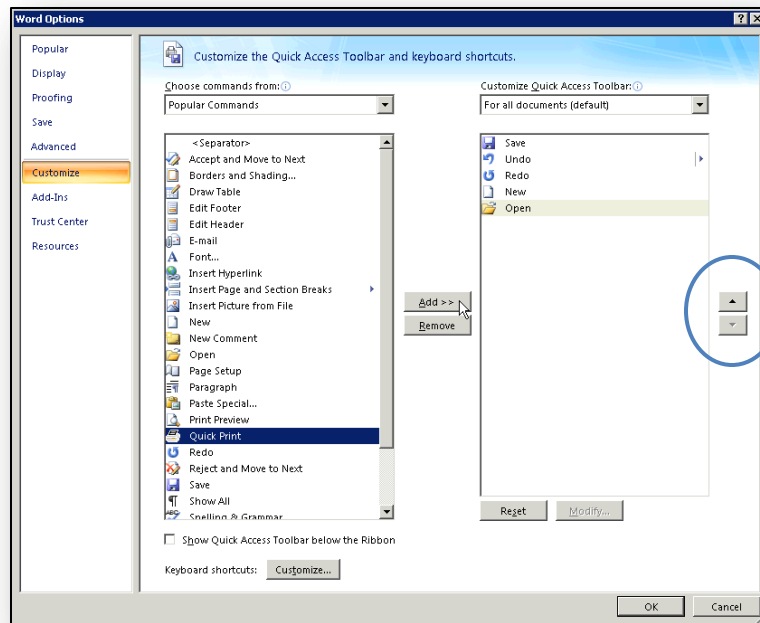 Word Options
Popular
Display
Proofing
Save
Advanced
Customize
Add-Ins
Trust Center
Resources
Customize the Quick Access Toolbar and keyboard shortcuts.
Choose commands from:
Popular Commands
<Separator>
Accept and Move to Next
Borders and Shading...
Draw Table
Edit Footer
Edit Header
E-mail
Font...
Insert Hyperlink
Insert Page and Section Breaks
Insert Picture from File
New
New Comment
Open
Page Setup
Paragraph
Paste Special...
Print Preview
Quick Print
Redo
Reject and Move to Next
Save
Show All
Spelling & Grammar
Add >>
Remove
Customize Quick Access Toolbar:
For all documents (default)
Save
Undo
Redo
New
Open
Reset
Modify...
Show Quick Access Toolbar below the Ribbon
Keyboard shortcuts:
Customize...
OK
Cancel